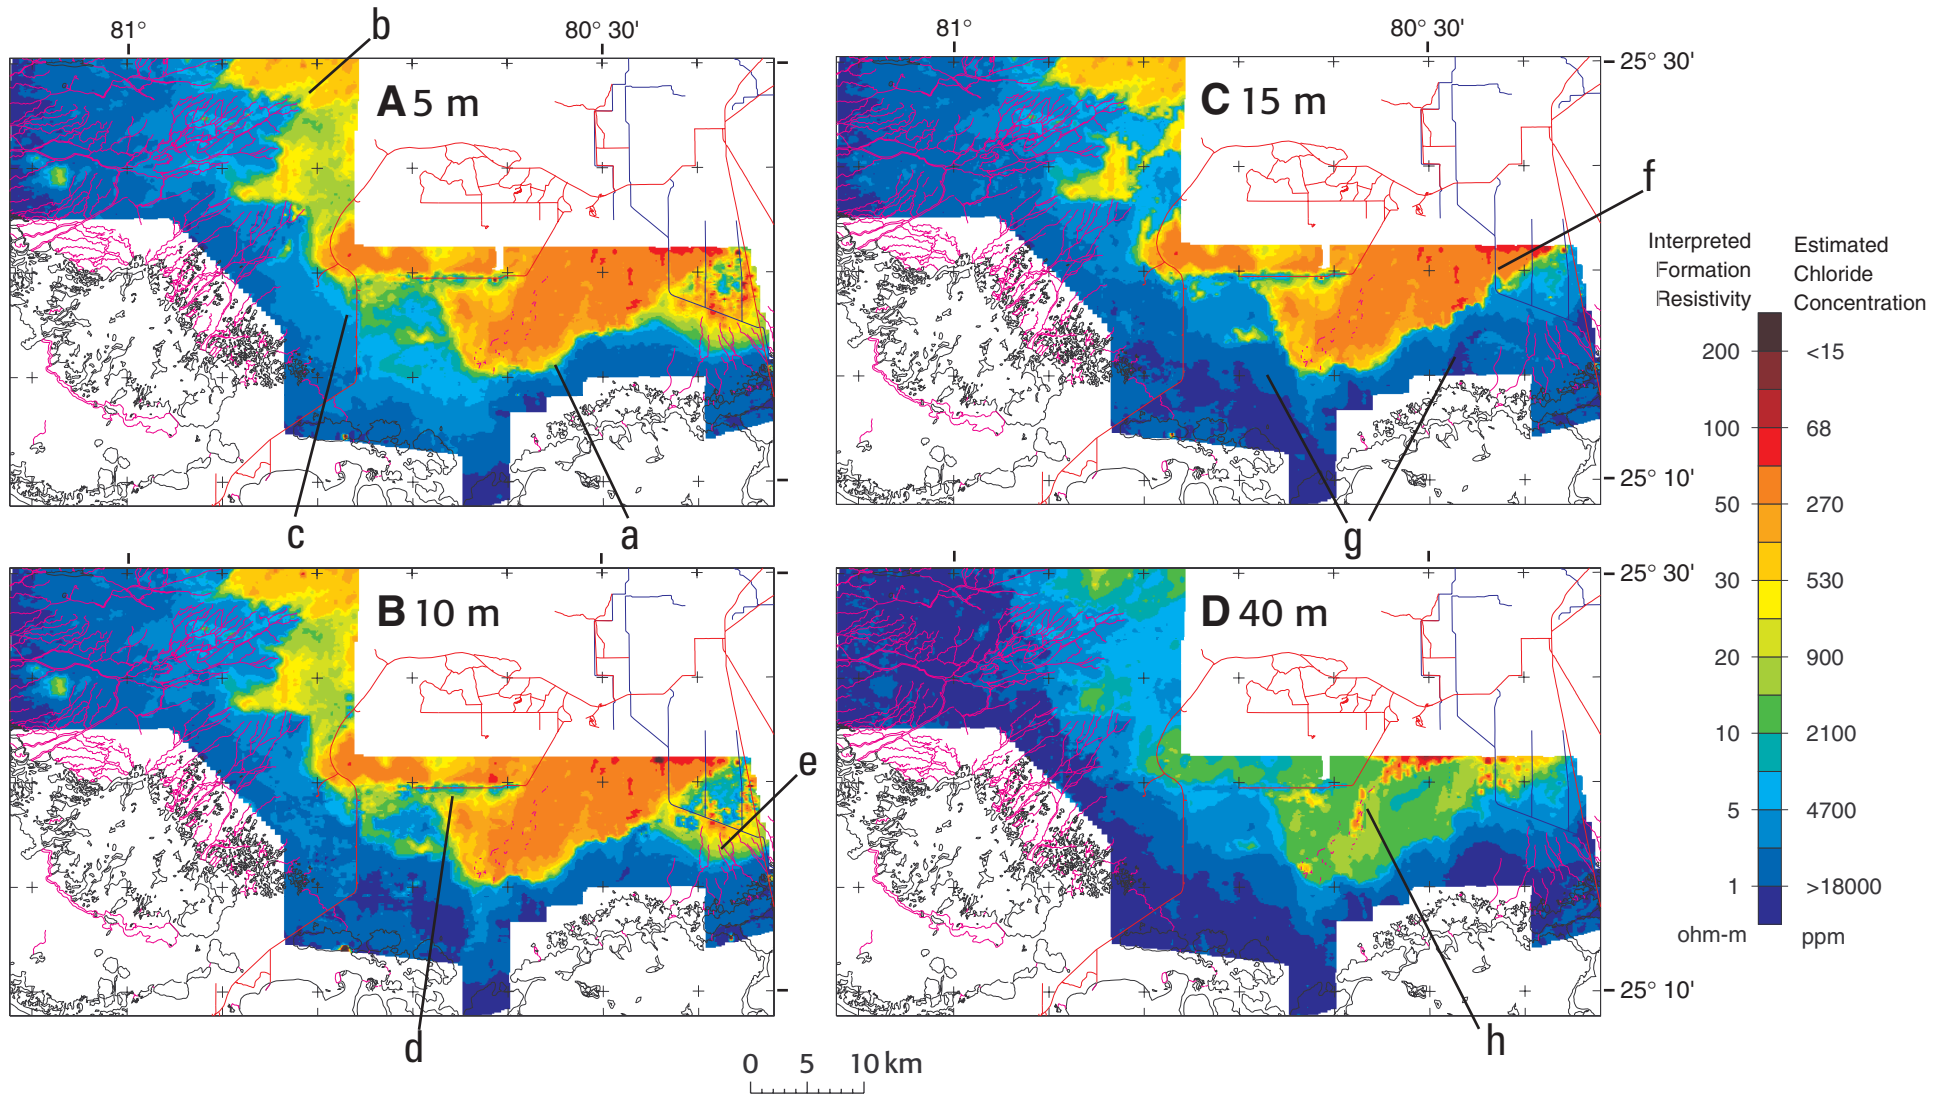 b
81°
80° 30'
81°
80° 30'
25° 30'
A 5 m
C 15 m
f
Interpreted
Formation
Resistivity
Estimated
Chloride
Concentration
200
<15
100
68
50
270
30
530
20
900
10
2100
5
4700
1
>18000
ohm-m
ppm
25° 10'
c
a
g
25° 30'
B 10 m
D 40 m
e
25° 10'
d
h
0 5 10 km